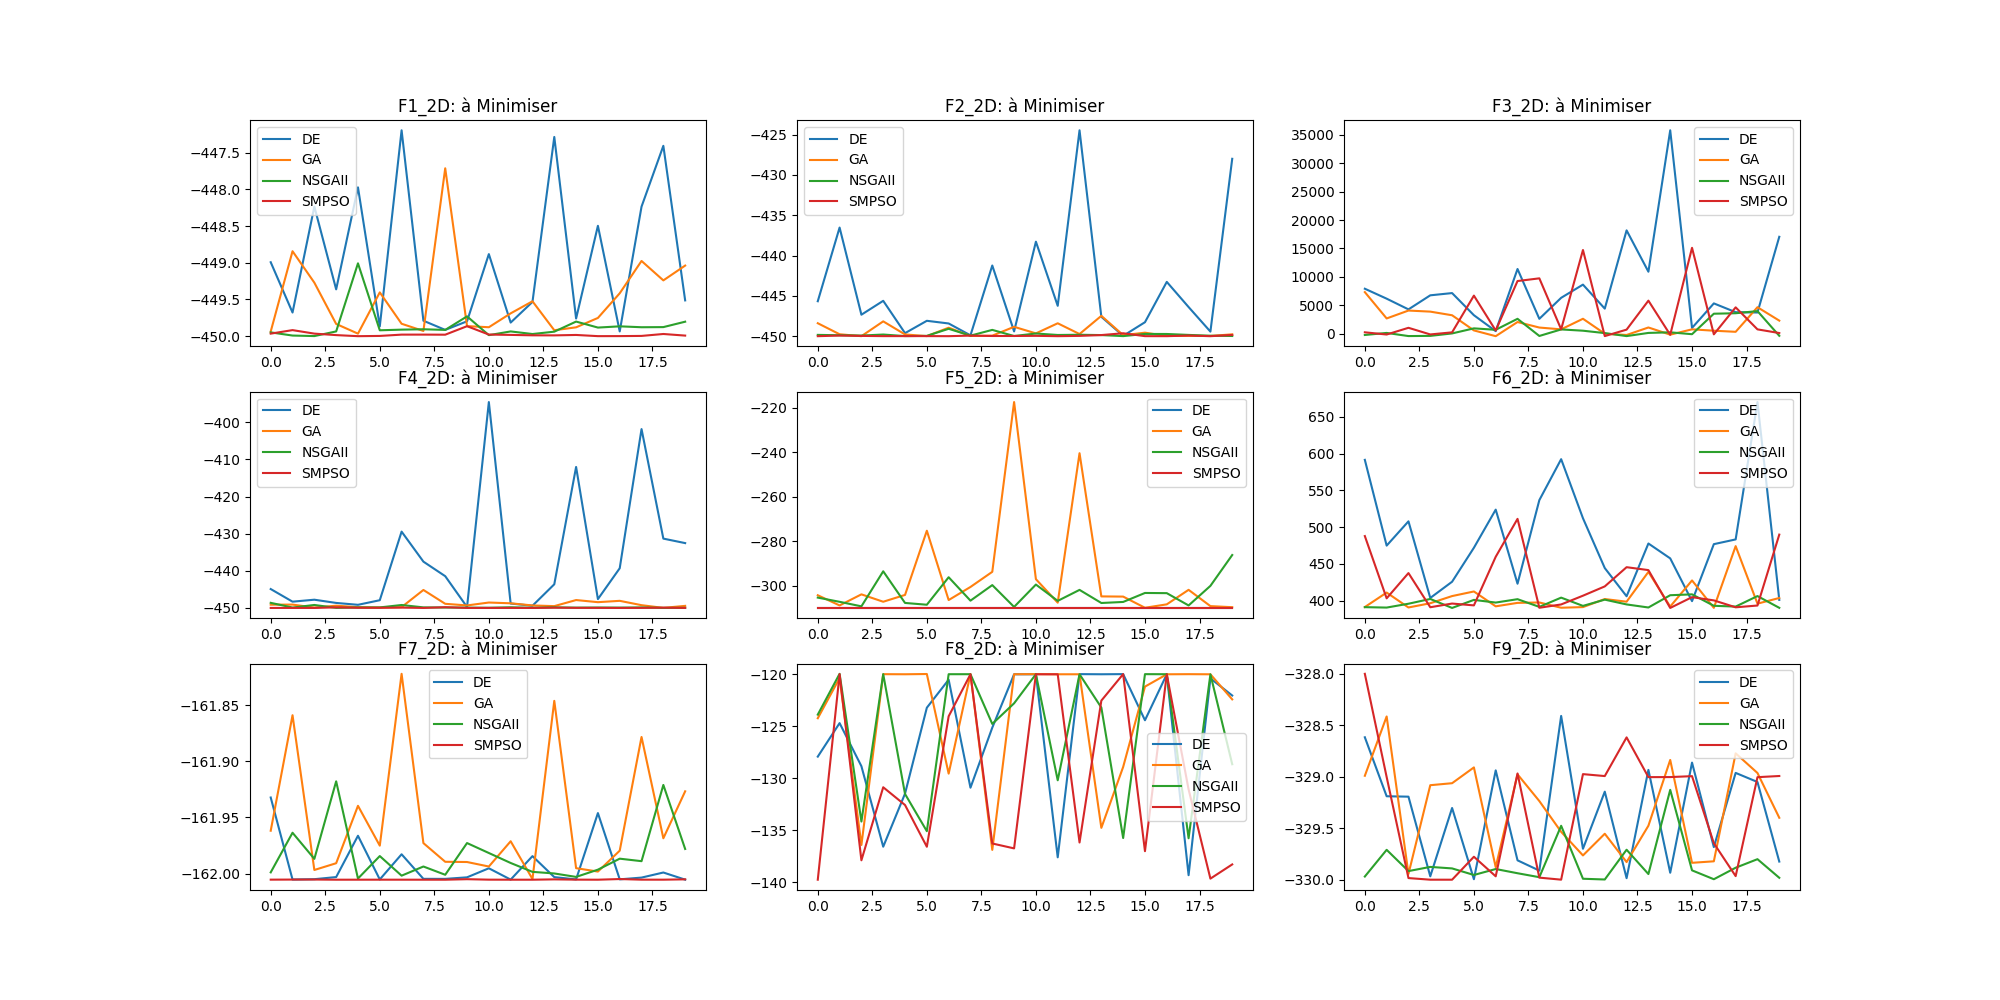 F1_2D: à Minimiser
−447.5
−448.0
−448.5
−449.0
−449.5
−450.0
DE
GA
NSGAII
SMPSO
0.0 2.5 5.0 7.5 10.0 12.5 15.0 17.5
F2_2D: à Minimiser
−425
−430
−435
−440
−445
−450
DE
GA
NSGAII
SMPSO
0.0 2.5 5.0 7.5 10.0 12.5 15.0 17.5
F3_2D: à Minimiser
35000
30000
25000
20000
15000
10000
5000
0
DE
GA
NSGAII
SMPSO
0.0 2.5 5.0 7.5 10.0 12.5 15.0 17.5
F4_2D: à Minimiser
−400
−410
−420
−430
−440
−450
DE
GA
NSGAII
SMPSO
0.0 2.5 5.0 7.5 10.0 12.5 15.0 17.5
F5_2D: à Minimiser
−220
−240
−260
−280
−300
DE
GA
NSGAII
SMPSO
0.0 2.5 5.0 7.5 10.0 12.5 15.0 17.5
F6_2D: à Minimiser
650
600
550
500
450
400
DE
GA
NSGAII
SMPSO
0.0 2.5 5.0 7.5 10.0 12.5 15.0 17.5
F7_2D: à Minimiser
−161.85
−161.90
−161.95
−162.00
DE
GA
NSGAII
SMPSO
0.0 2.5 5.0 7.5 10.0 12.5 15.0 17.5
F8_2D: à Minimiser
−120
−125
−130
−135
−140
DE
GA
NSGAII
SMPSO
0.0 2.5 5.0 7.5 10.0 12.5 15.0 17.5
F9_2D: à Minimiser
−328.0
−328.5
−329.0
−329.5
−330.0
DE
GA
NSGAII
SMPSO
0.0 2.5 5.0 7.5 10.0 12.5 15.0 17.5